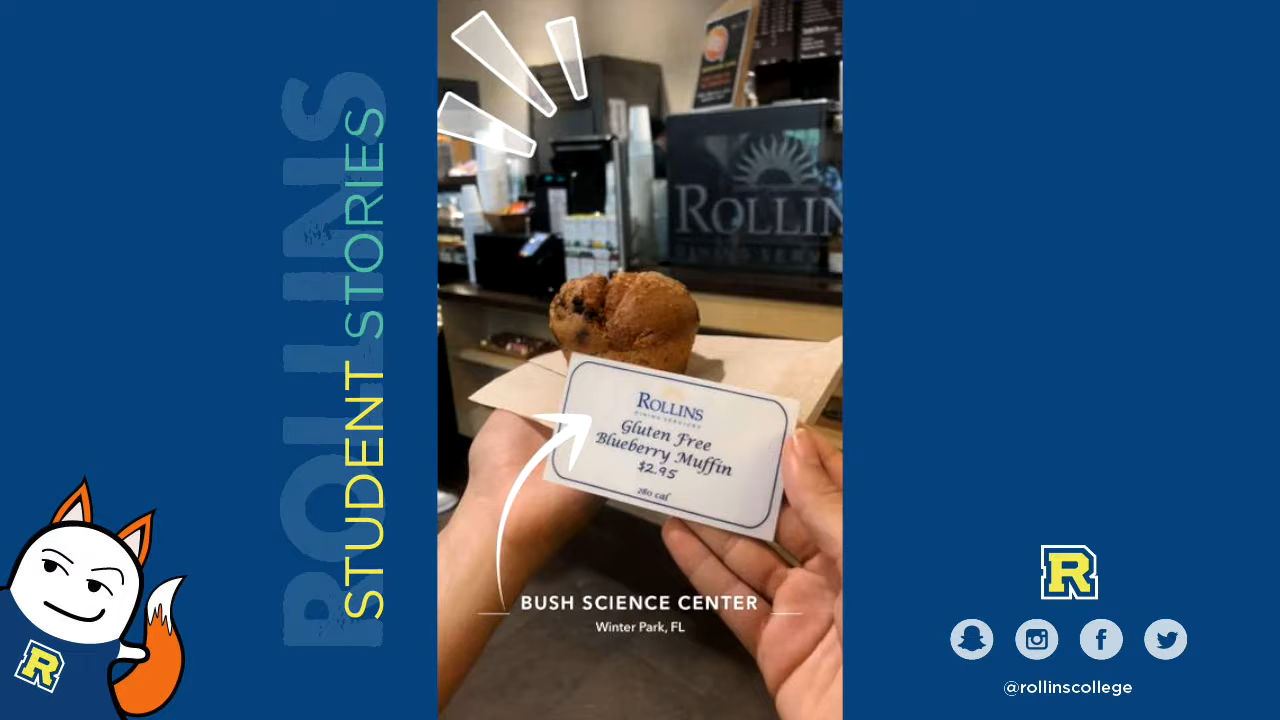 ROLLINS
STUDENT STORIES
ROLLINS
ROLLINS
DINING SERVICES
Gluten Free
Blueberry Muffin
$2.95
280 cal
BUSH SCIENCE CENTER
Winter Park, FL
R
R
@rollinscollege